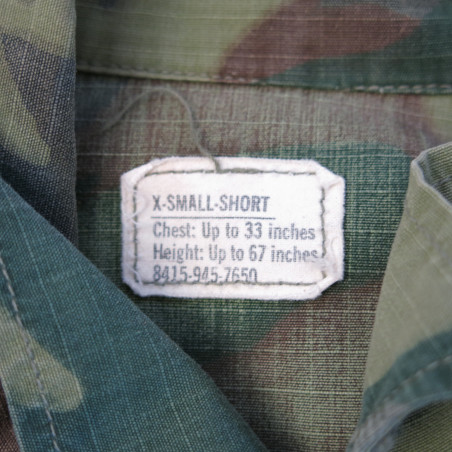 X-SMALL-SHORT
Chest: Up to 33 inches
Height: Up to 67 inches
8415-945-7650